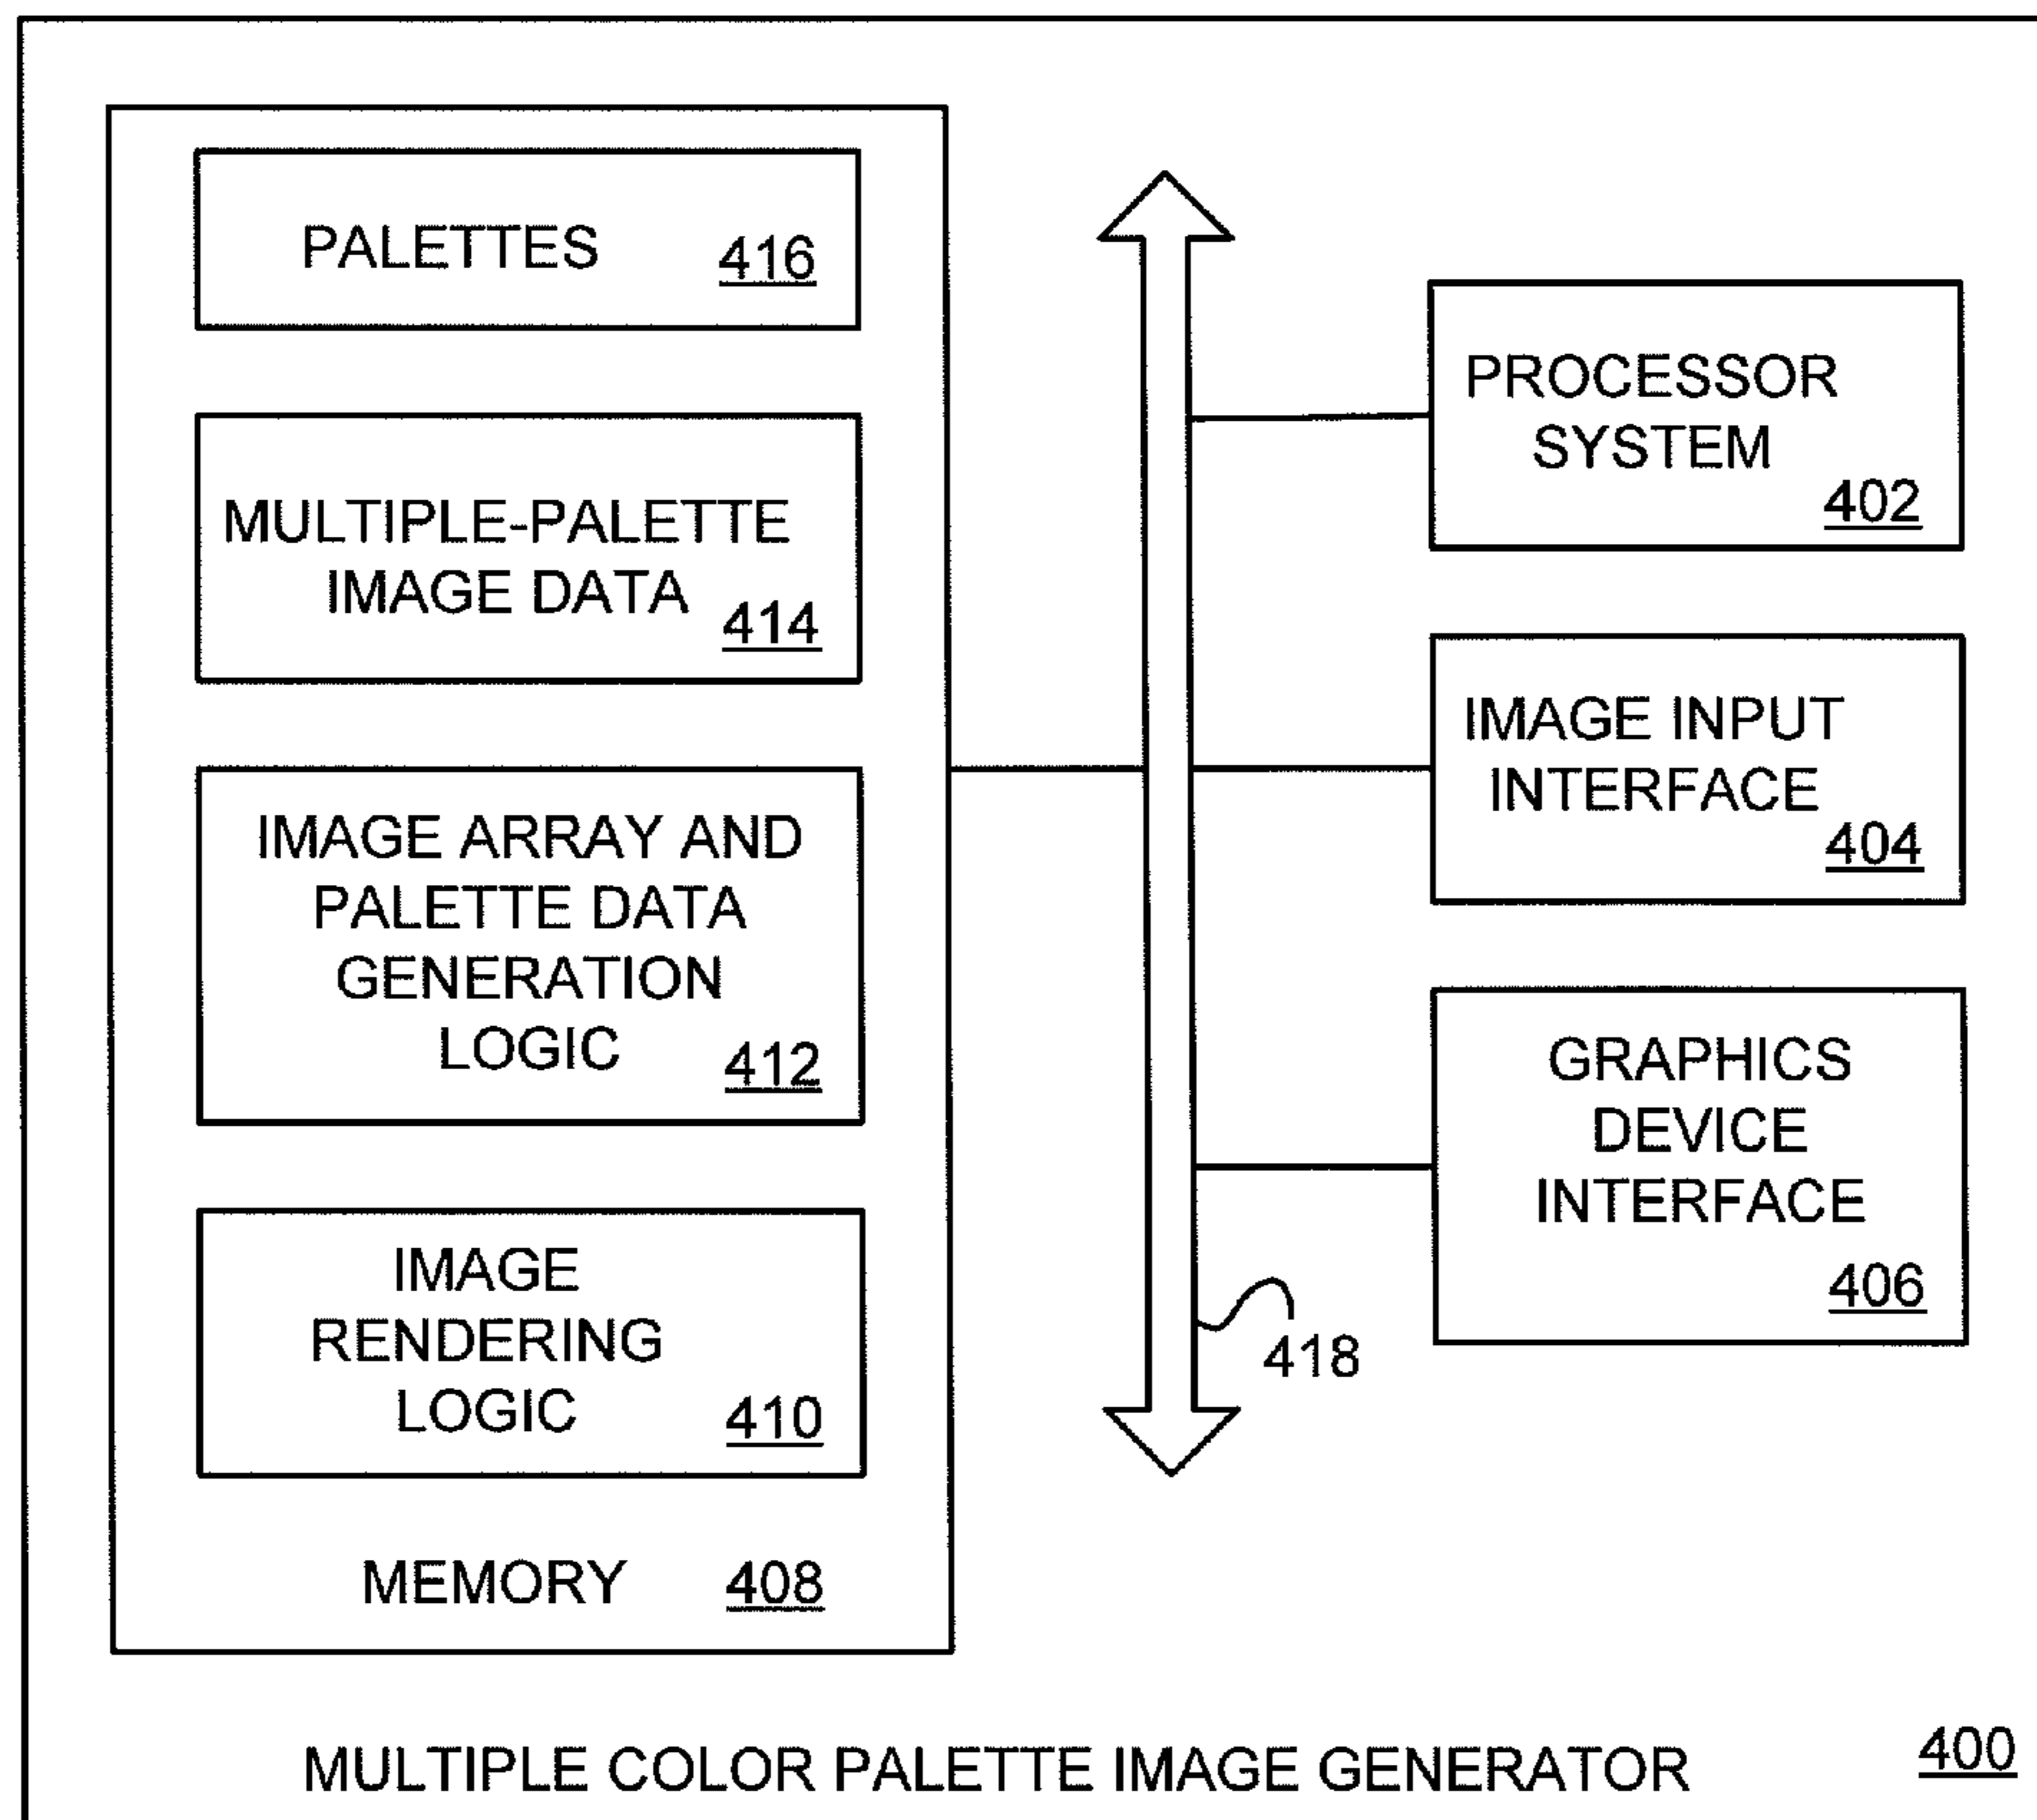 PALETTES 416
MULTIPLE-PALETTE
IMAGE DATA 414
IMAGE ARRAY AND
PALETTE DATA
GENERATION
LOGIC 412
IMAGE
RENDERING
LOGIC 410
MEMORY 408
PROCESSOR
SYSTEM
402
IMAGE INPUT
INTERFACE
404
GRAPHICS
DEVICE
INTERFACE
406
418
MULTIPLE COLOR PALETTE IMAGE GENERATOR 400